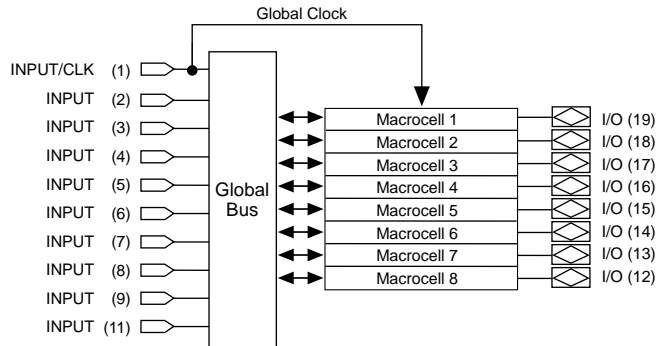 Global Clock
INPUT/CLK (1)
INPUT (2)
INPUT (3)
INPUT (4)
INPUT (5)
INPUT (6)
INPUT (7)
INPUT (8)
INPUT (9)
INPUT (11)
Global
Bus
Macrocell 1
Macrocell 2
Macrocell 3
Macrocell 4
Macrocell 5
Macrocell 6
Macrocell 7
Macrocell 8
I/O (19)
I/O (18)
I/O (17)
I/O (16)
I/O (15)
I/O (14)
I/O (13)
I/O (12)